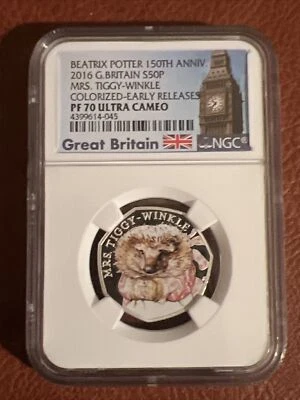 BEATRIX POTTER 150TH ANNIV.
2016 G.BRITAIN S50P
MRS. TIGGY-WINKLE
COLORIZED-EARLY RELEASES
PF 70 ULTRA CAMEO
4399614-045
Great Britain
NGC®
MRS. TIGGY-WINKLE